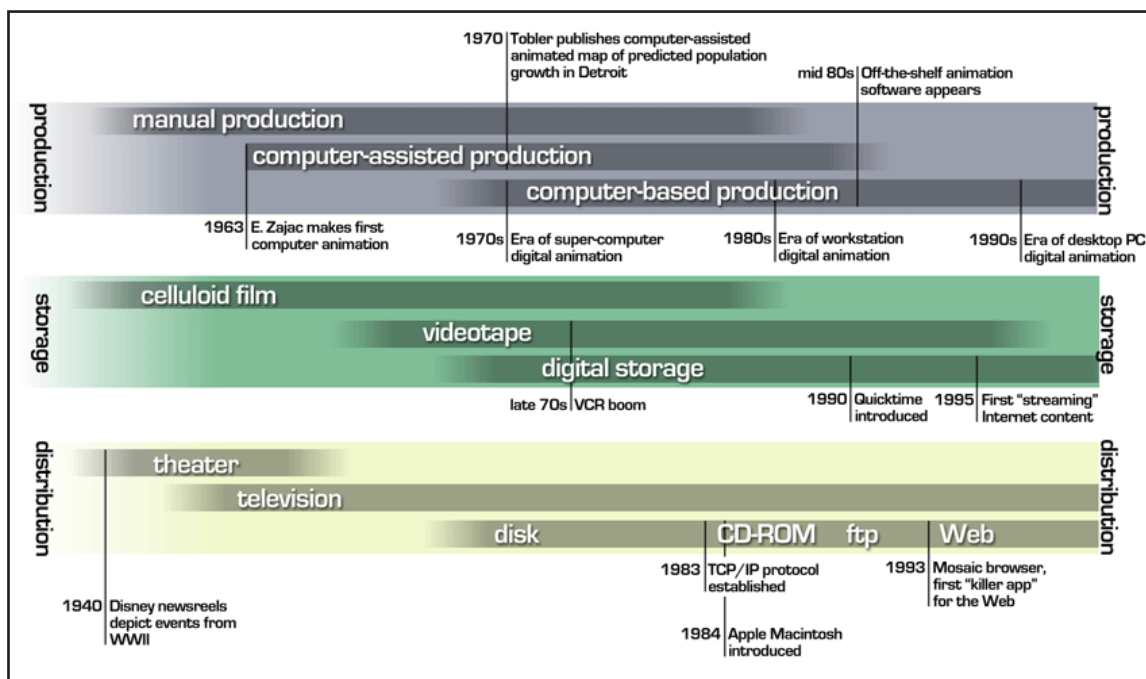 1970 Tobler publishes computer-assisted
animated map of predicted population
growth in Detroit
mid 80s Off-the-shelf animation
software appears
production
production
manual production
computer-assisted production
computer-based production
1963 E. Zajac makes first
computer animation
1970s Era of super-computer
digital animation
1980s Era of workstation
digital animation
1990s Era of desktop PC
digital animation
storage
storage
celluloid film
videotape
digital storage
late 70s VCR boom
1990 Quicktime
introduced
1995 First “streaming”
Internet content
distribution
distribution
theater
television
disk CD-ROM ftp Web
1983 TCP/IP protocol
established
1993 Mosaic browser,
first “killer app”
for the Web
1940 Disney newsreels
depict events from
WWII
1984 Apple Macintosh
introduced